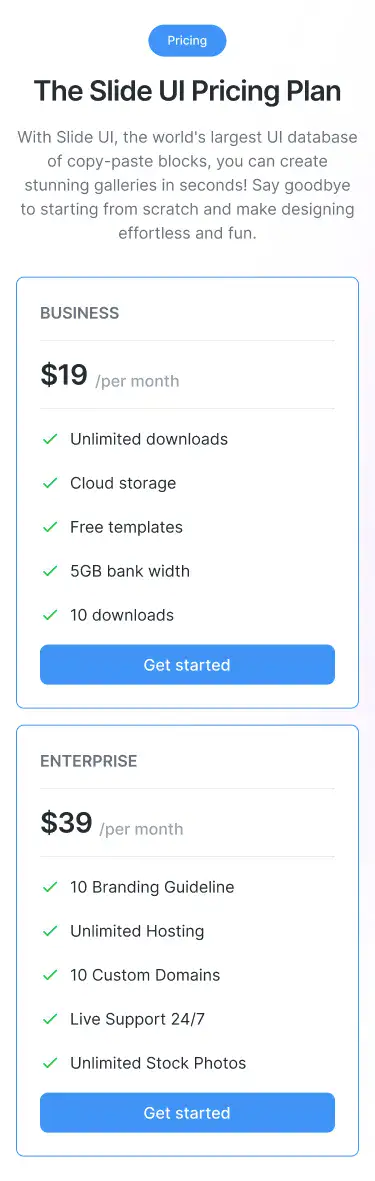 Pricing
The Slide UI Pricing Plan
With Slide UI, the world's largest UI database
of copy-paste blocks, you can create
stunning galleries in seconds! Say goodbye
to starting from scratch and make designing
effortless and fun.
BUSINESS
$19 /per month
Unlimited downloads
Cloud storage
Free templates
5GB bank width
10 downloads
Get started
ENTERPRISE
$39 /per month
10 Branding Guideline
Unlimited Hosting
10 Custom Domains
Live Support 24/7
Unlimited Stock Photos
Get started